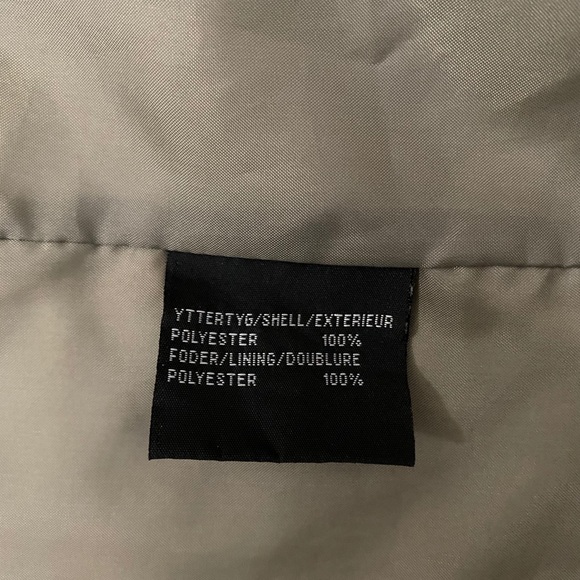 YTTERTYG/SHELL/EXTERIEUR
POLYESTER 100%
FODER/LINING/DOUBLURE
POLYESTER 100%